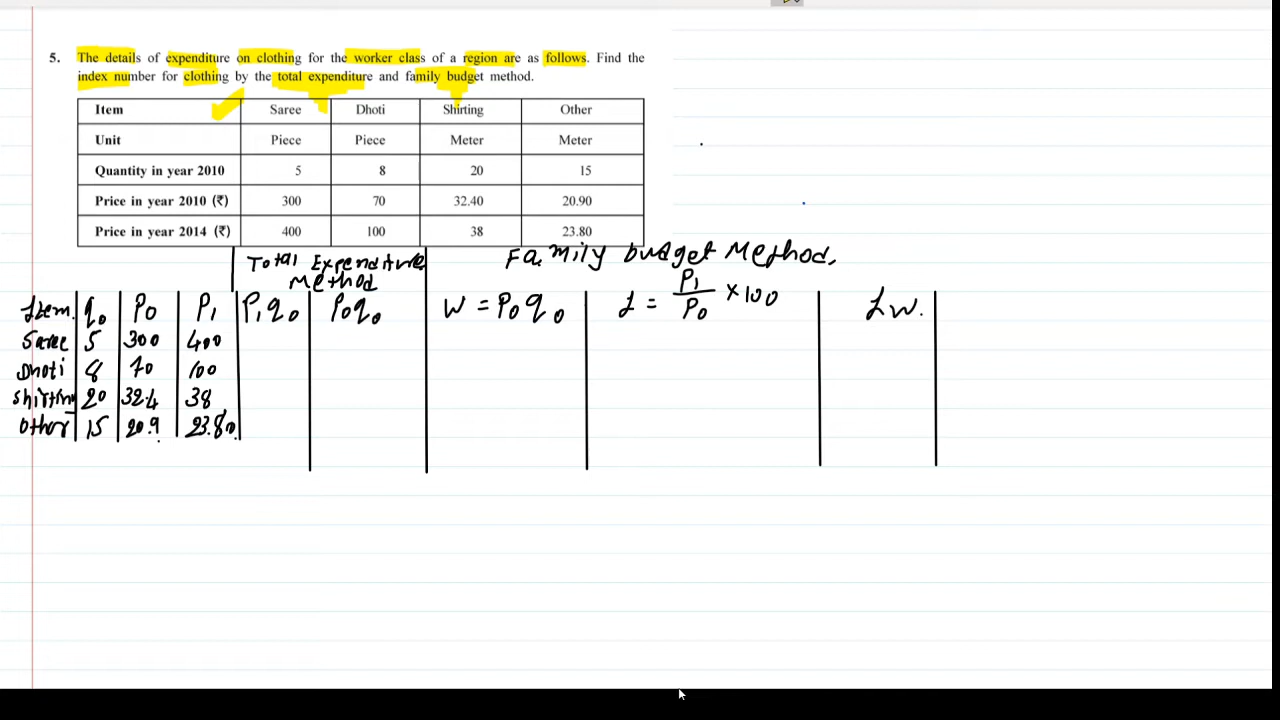 5. The details of expenditure on clothing for the worker class of a region are as follows. Find the
index number for clothing by the total expenditure and family budget method.
Item Saree Dhoti Shirting Other
Unit Piece Piece Meter Meter
Quantity in year 2010 5 8 20 15
Price in year 2010 (₹) 300 70 32.40 20.90
Price in year 2014 (₹) 400 100 38 23.80
Total Expenditure
Method
Family budget Method.
Item q₀ P₀ P₁ P₁q₀ P₀q₀ W = P₀q₀ I = P₁/P₀ × 100 IW.
Saree 5 300 400
Dhoti 8 70 100
Shirting 20 32.4 38
Other 15 20.9 23.80